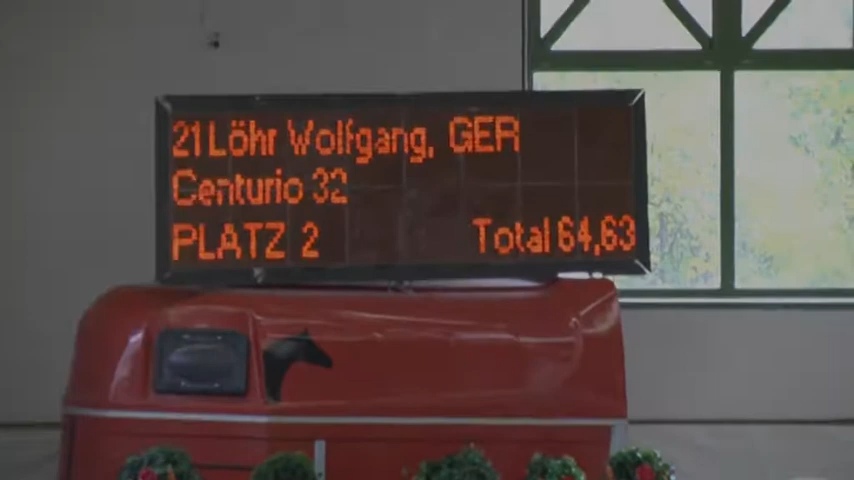 21 Löhr Wolfgang, GER
Centurio 32
PLATZ 2 Total 64,63